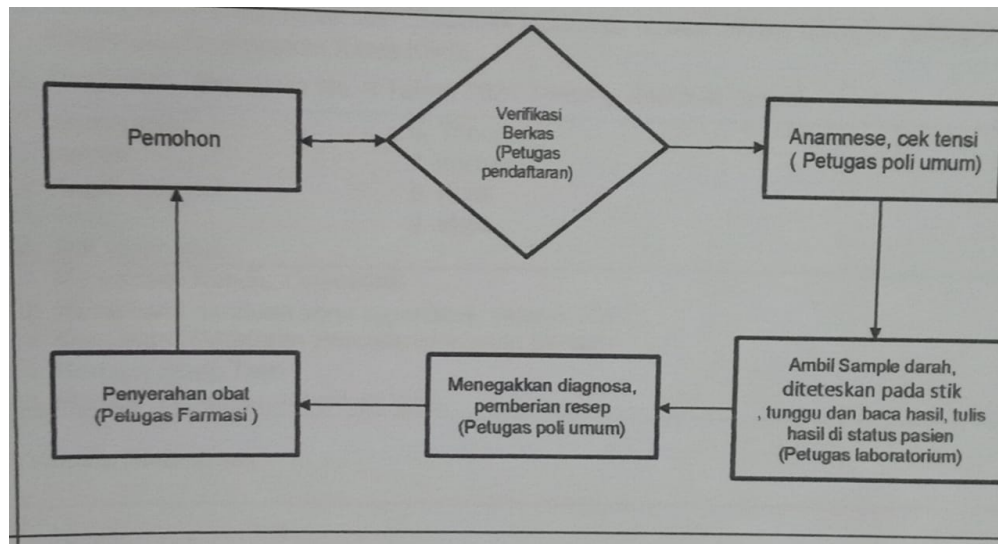 Pemohon
Verifikasi
Berkas
(Petugas
pendaftaran)
Anamnese, cek tensi
( Petugas poli umum)
Ambil Sample darah,
diteteskan pada stik
, tunggu dan baca hasil, tulis
hasil di status pasien
(Petugas laboratorium)
Menegakkan diagnosa,
pemberian resep
(Petugas poli umum)
Penyerahan obat
(Petugas Farmasi )